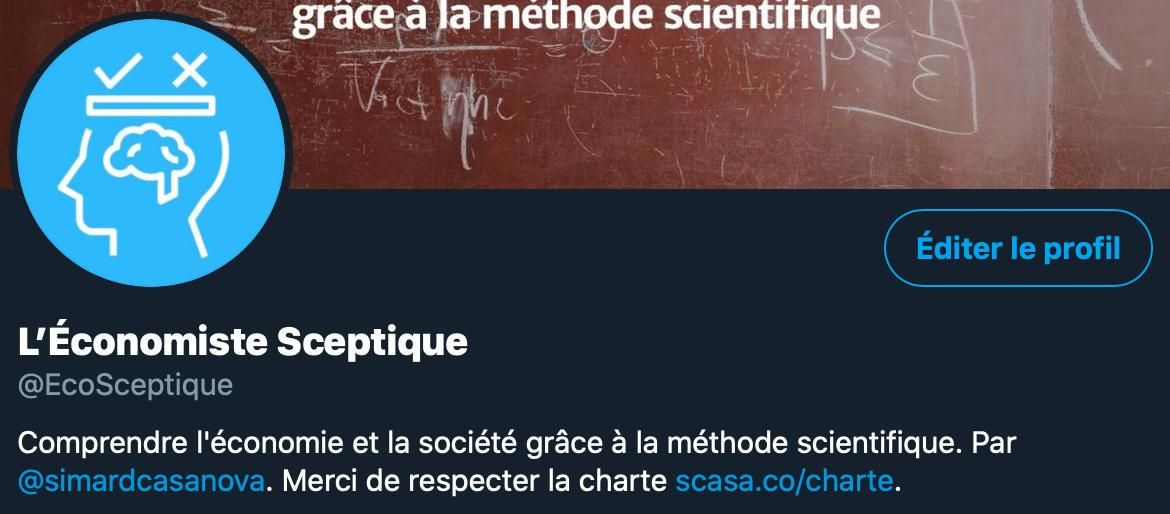 grâce à la méthode scientifique
Éditer le profil
L’Économiste Sceptique
@EcoSceptique
Comprendre l'économie et la société grâce à la méthode scientifique. Par
@simardcasanova. Merci de respecter la charte scasa.co/charte.